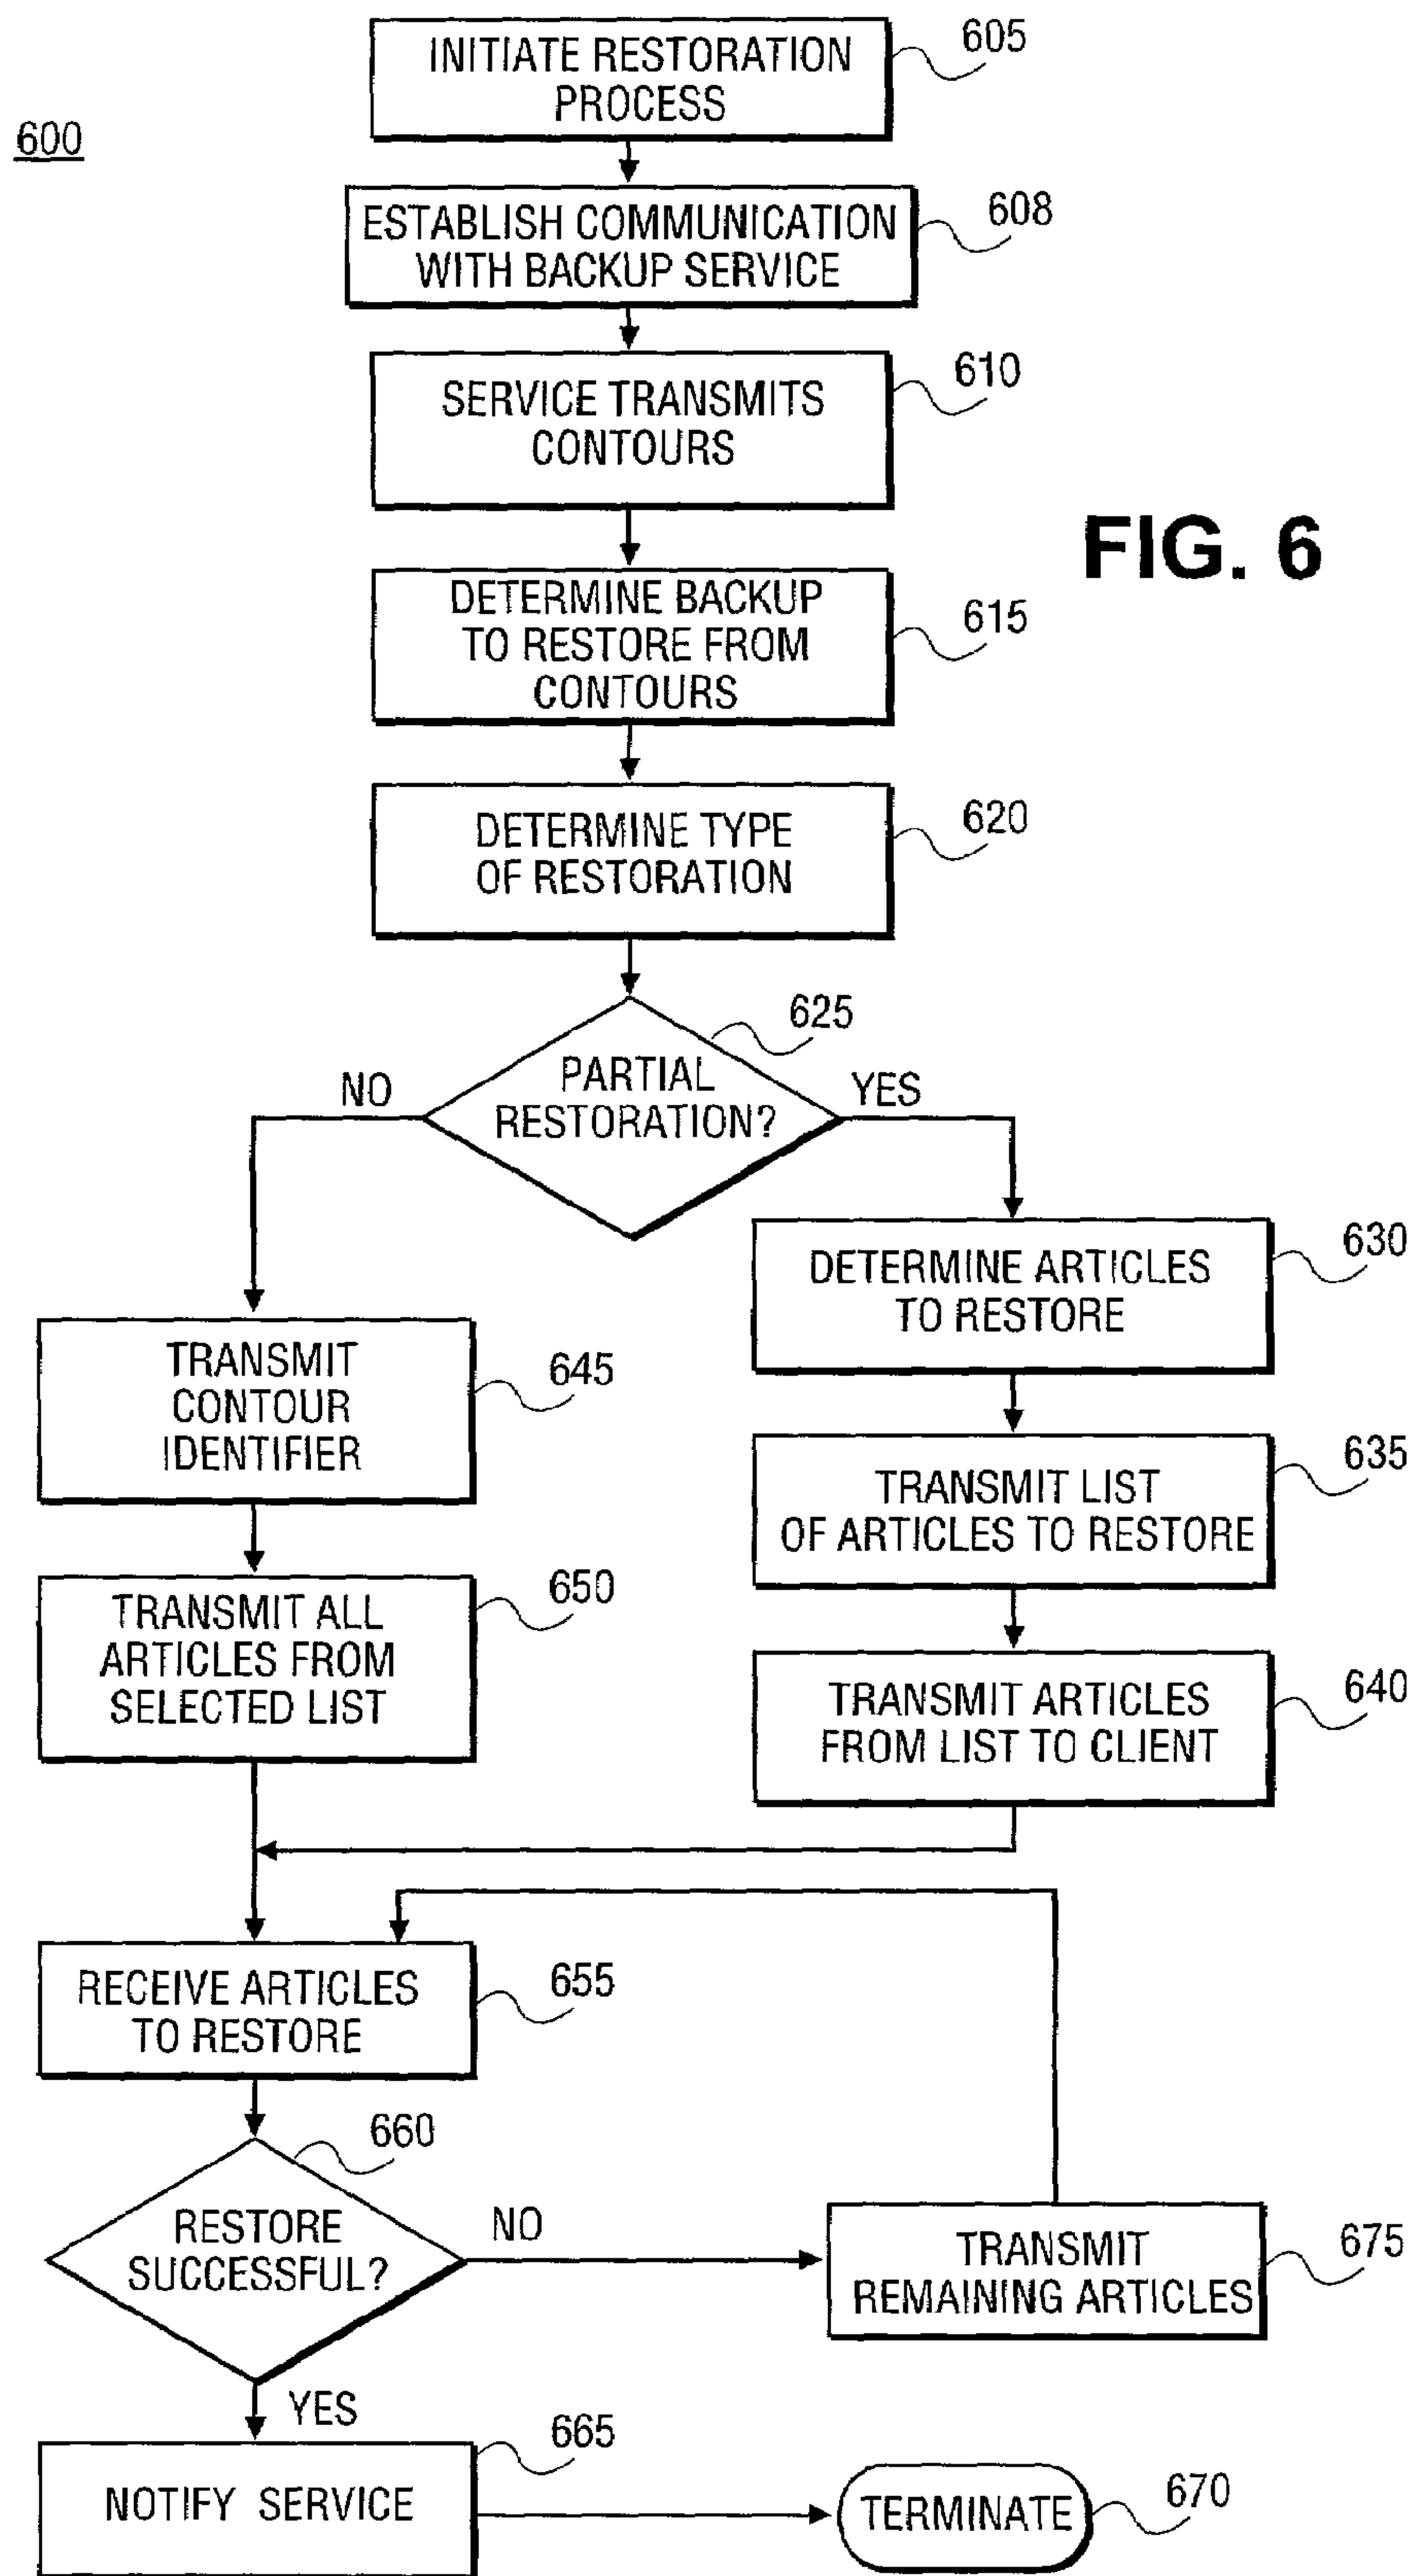 INITIATE RESTORATION
PROCESS
605
600
ESTABLISH COMMUNICATION
WITH BACKUP SERVICE
608
SERVICE TRANSMITS
CONTOURS
610
FIG. 6
DETERMINE BACKUP
TO RESTORE FROM
CONTOURS
615
DETERMINE TYPE
OF RESTORATION
620
PARTIAL
RESTORATION?
625
NO
YES
DETERMINE ARTICLES
TO RESTORE
630
TRANSMIT
CONTOUR
IDENTIFIER
645
TRANSMIT LIST
OF ARTICLES TO RESTORE
635
TRANSMIT ALL
ARTICLES FROM
SELECTED LIST
650
TRANSMIT ARTICLES
FROM LIST TO CLIENT
640
RECEIVE ARTICLES
TO RESTORE
655
RESTORE
SUCCESSFUL?
660
NO
TRANSMIT
REMAINING ARTICLES
675
YES
NOTIFY SERVICE
665
TERMINATE
670